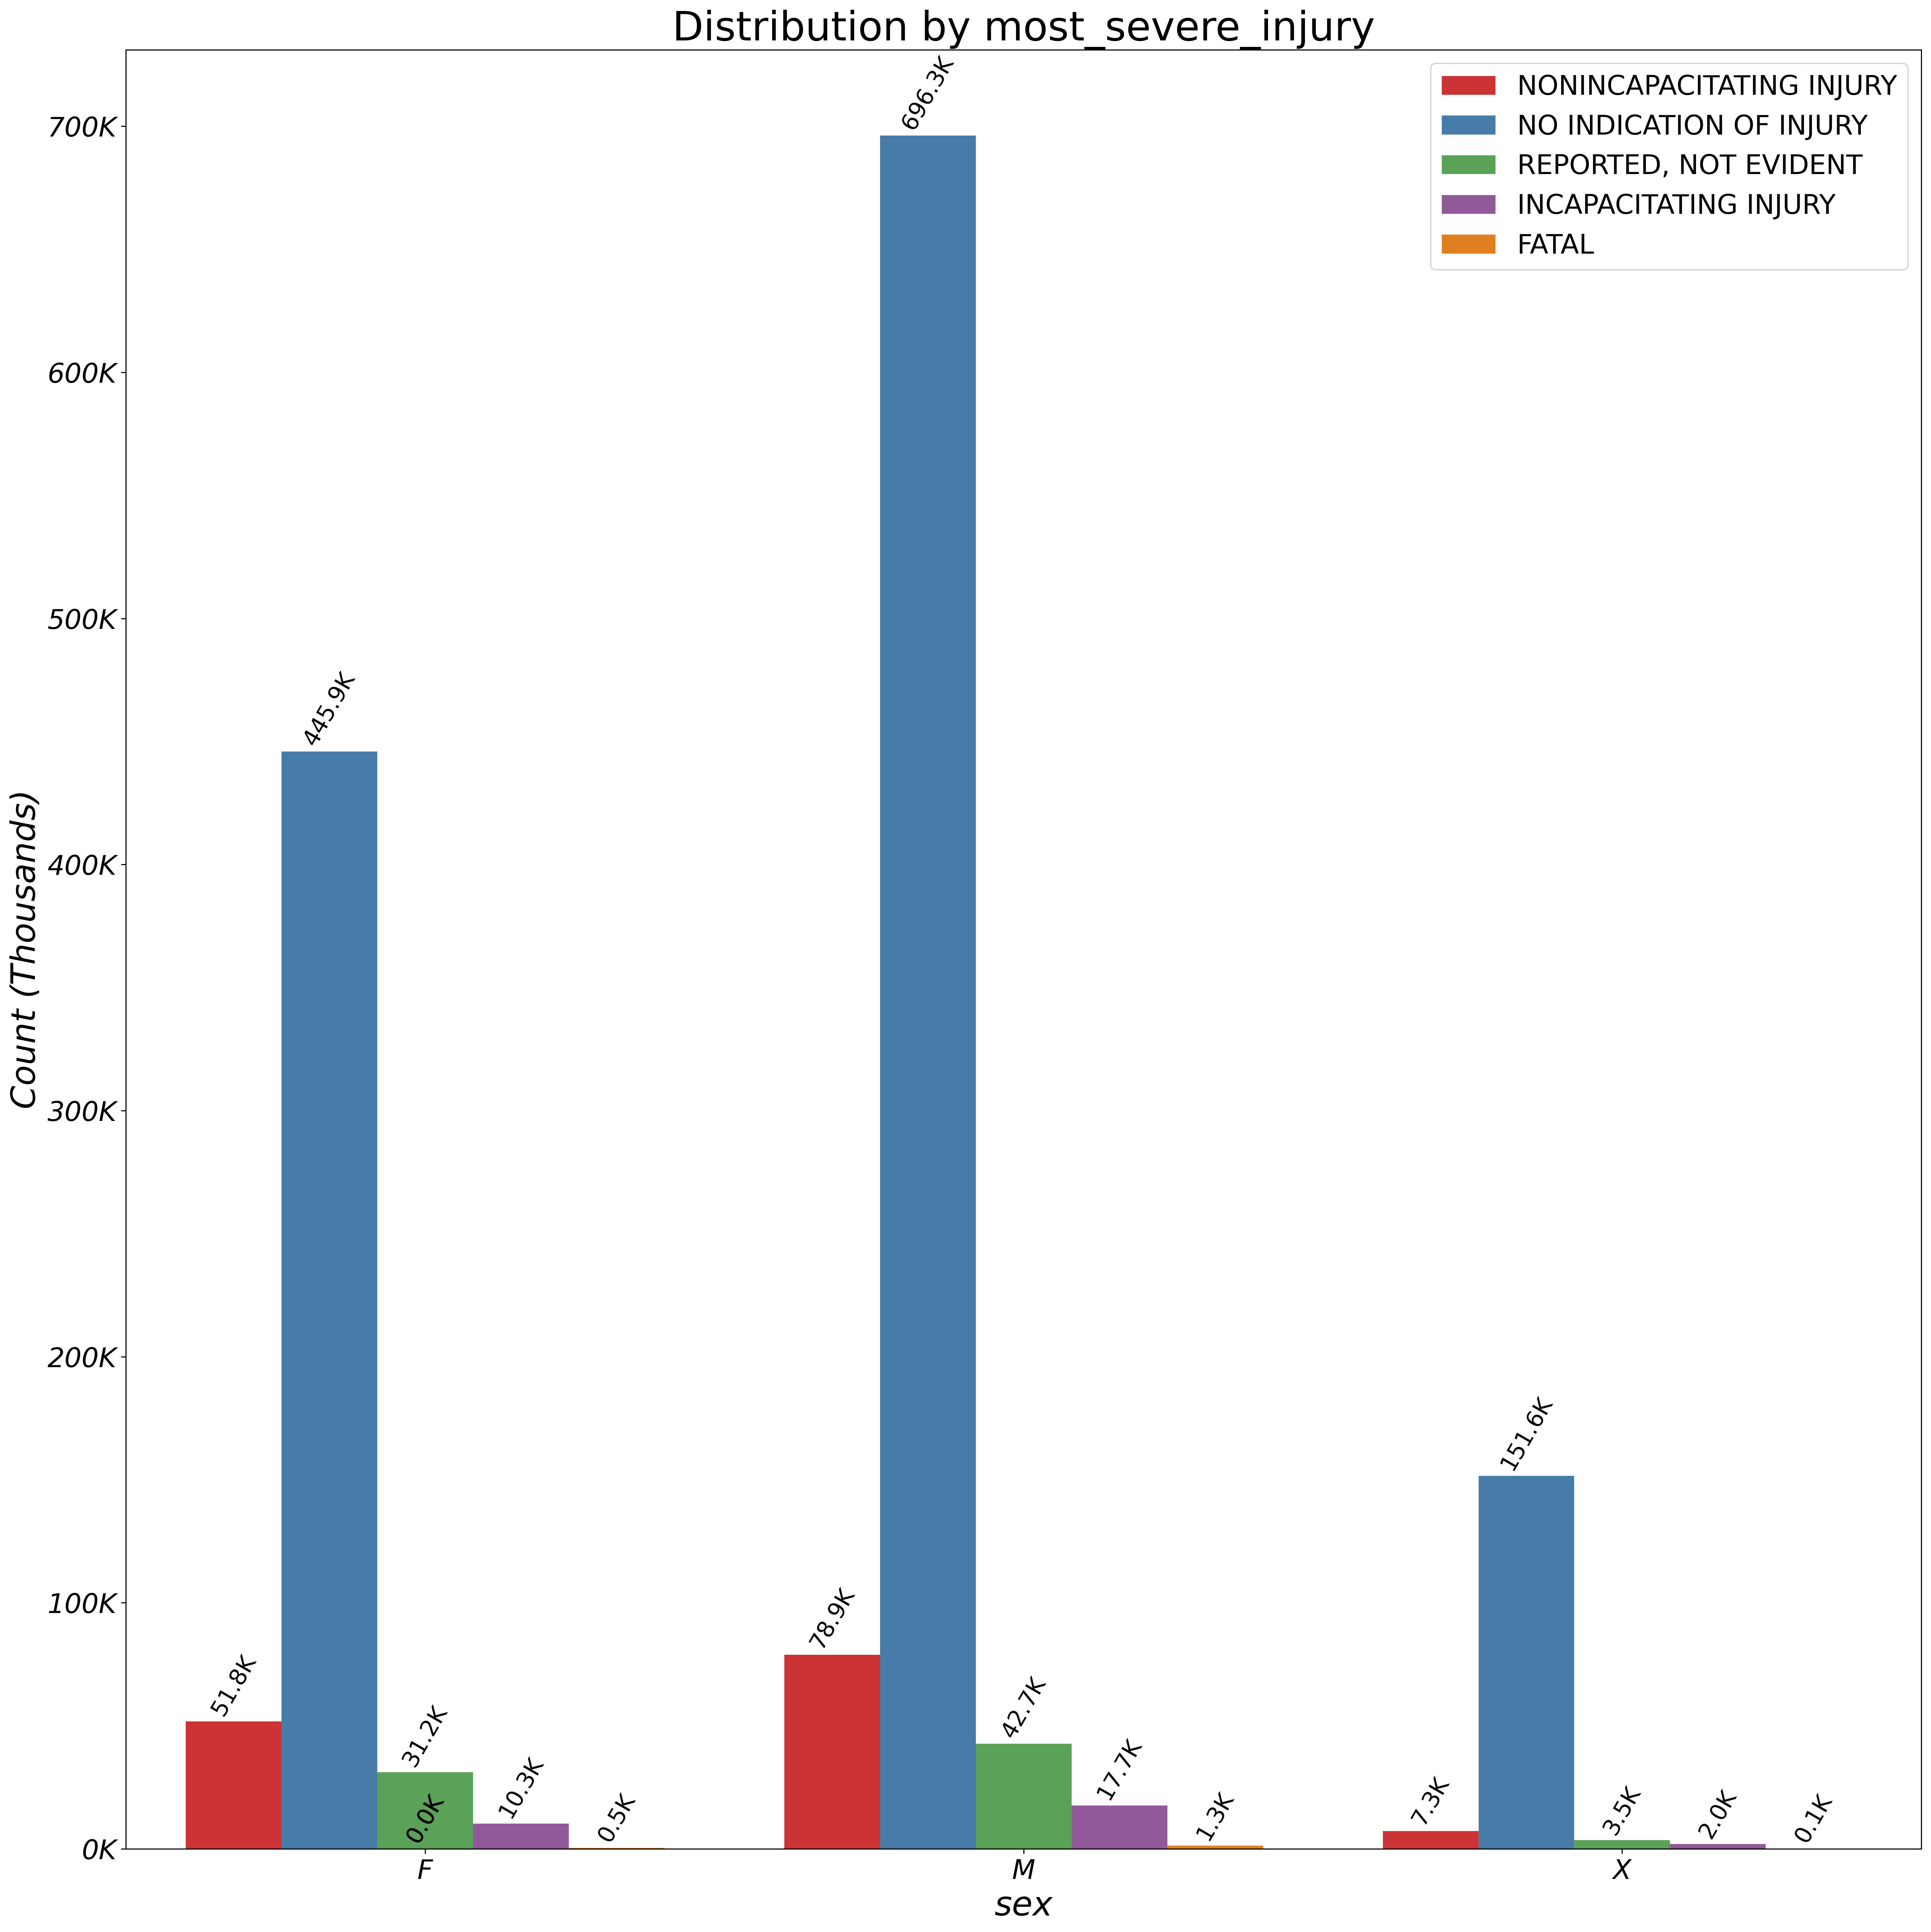 Distribution by most_severe_injury
NONINCAPACITATING INJURY
NO INDICATION OF INJURY
REPORTED, NOT EVIDENT
INCAPACITATING INJURY
FATAL
Count (Thousands)
700K
600K
500K
400K
300K
200K
100K
0K
51.8K
445.9K
31.2K
0.0K
10.3K
0.5K
78.9K
696.3K
42.7K
17.7K
1.3K
7.3K
151.6K
3.5K
2.0K
0.1K
F
M
X
sex